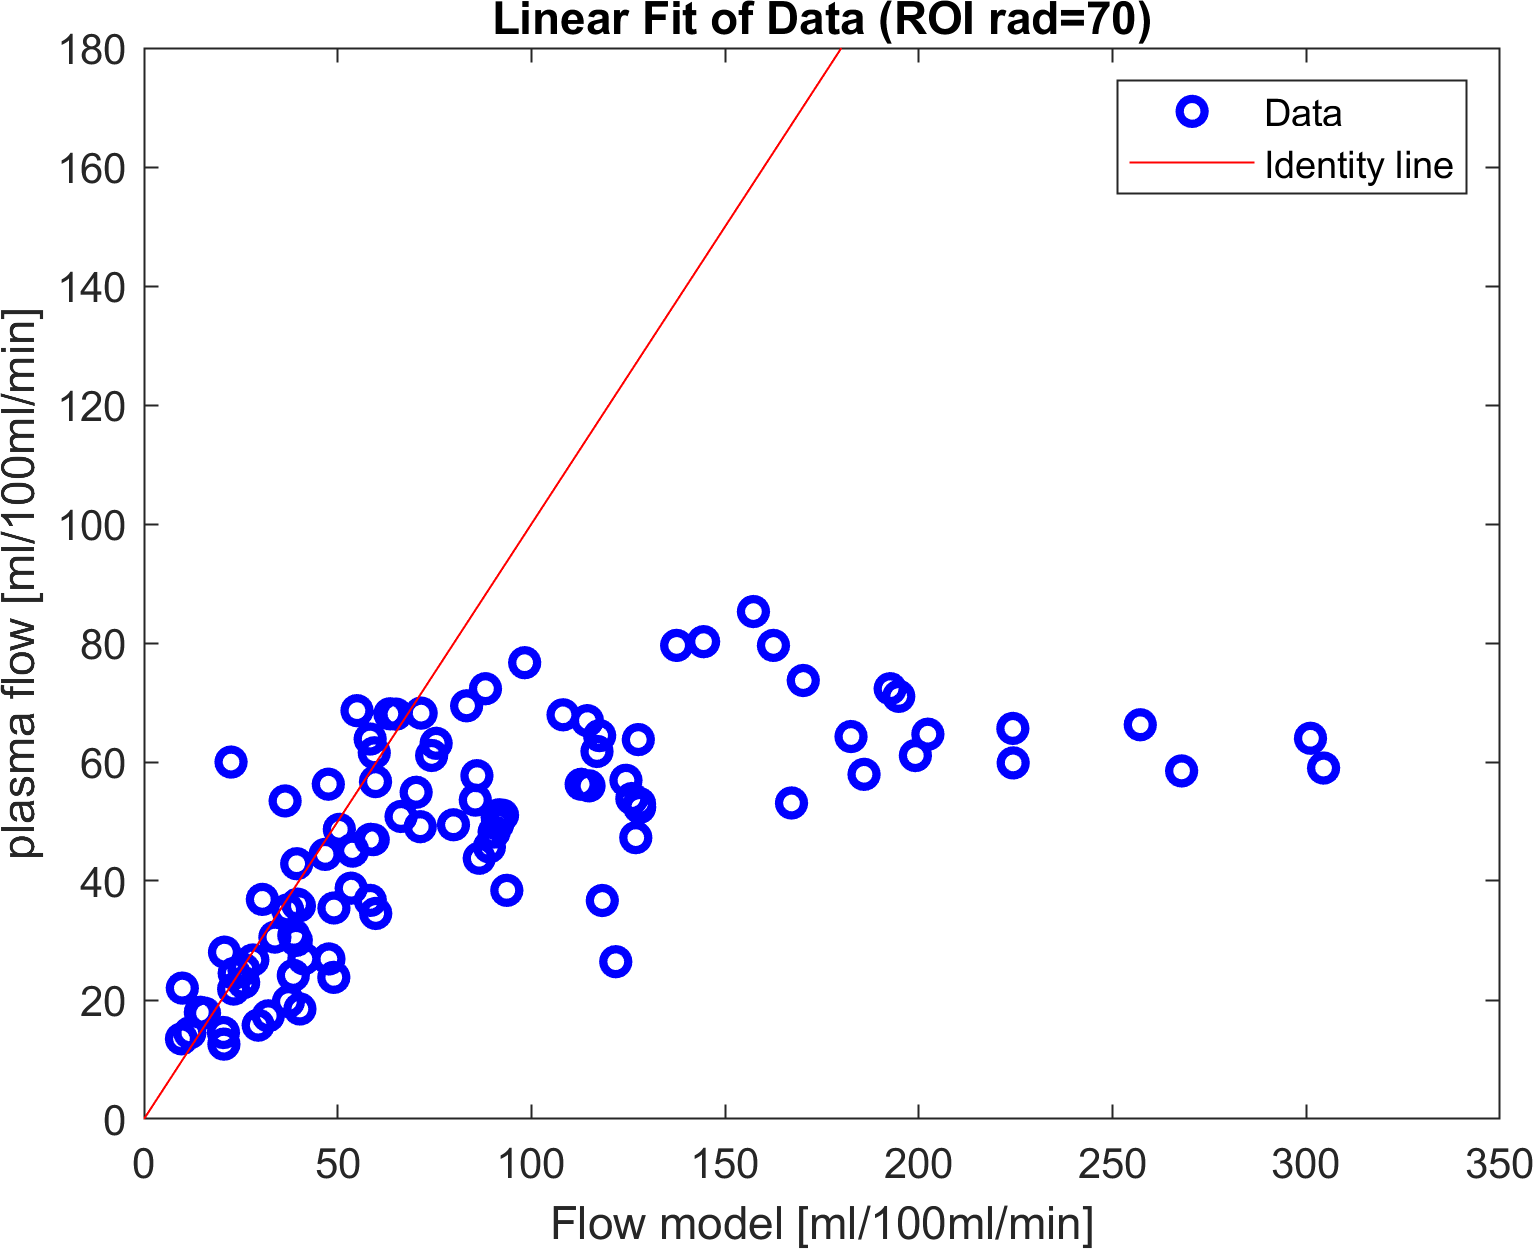 Linear Fit of Data (ROI rad=70)
180
160
140
120
100
80
60
40
20
0
plasma flow [ml/100ml/min]
Data
Identity line
0 50 100 150 200 250 300 350
Flow model [ml/100ml/min]